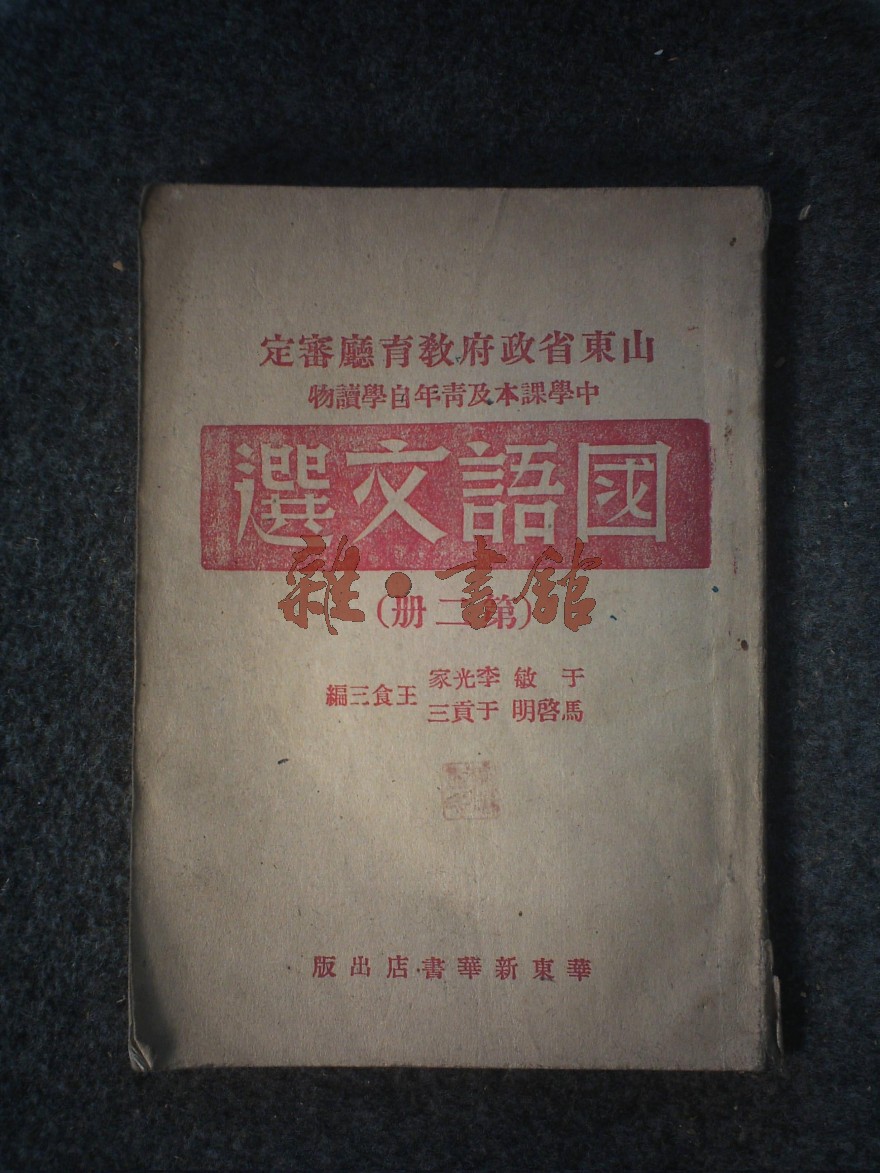 山東省政府教育廳審定
中學課本及靑年自學讀物
國語文選
(第二册)
于敏 李光家
馬啓明 于貢三
王食三編
華東新華書店出版
雜·書館